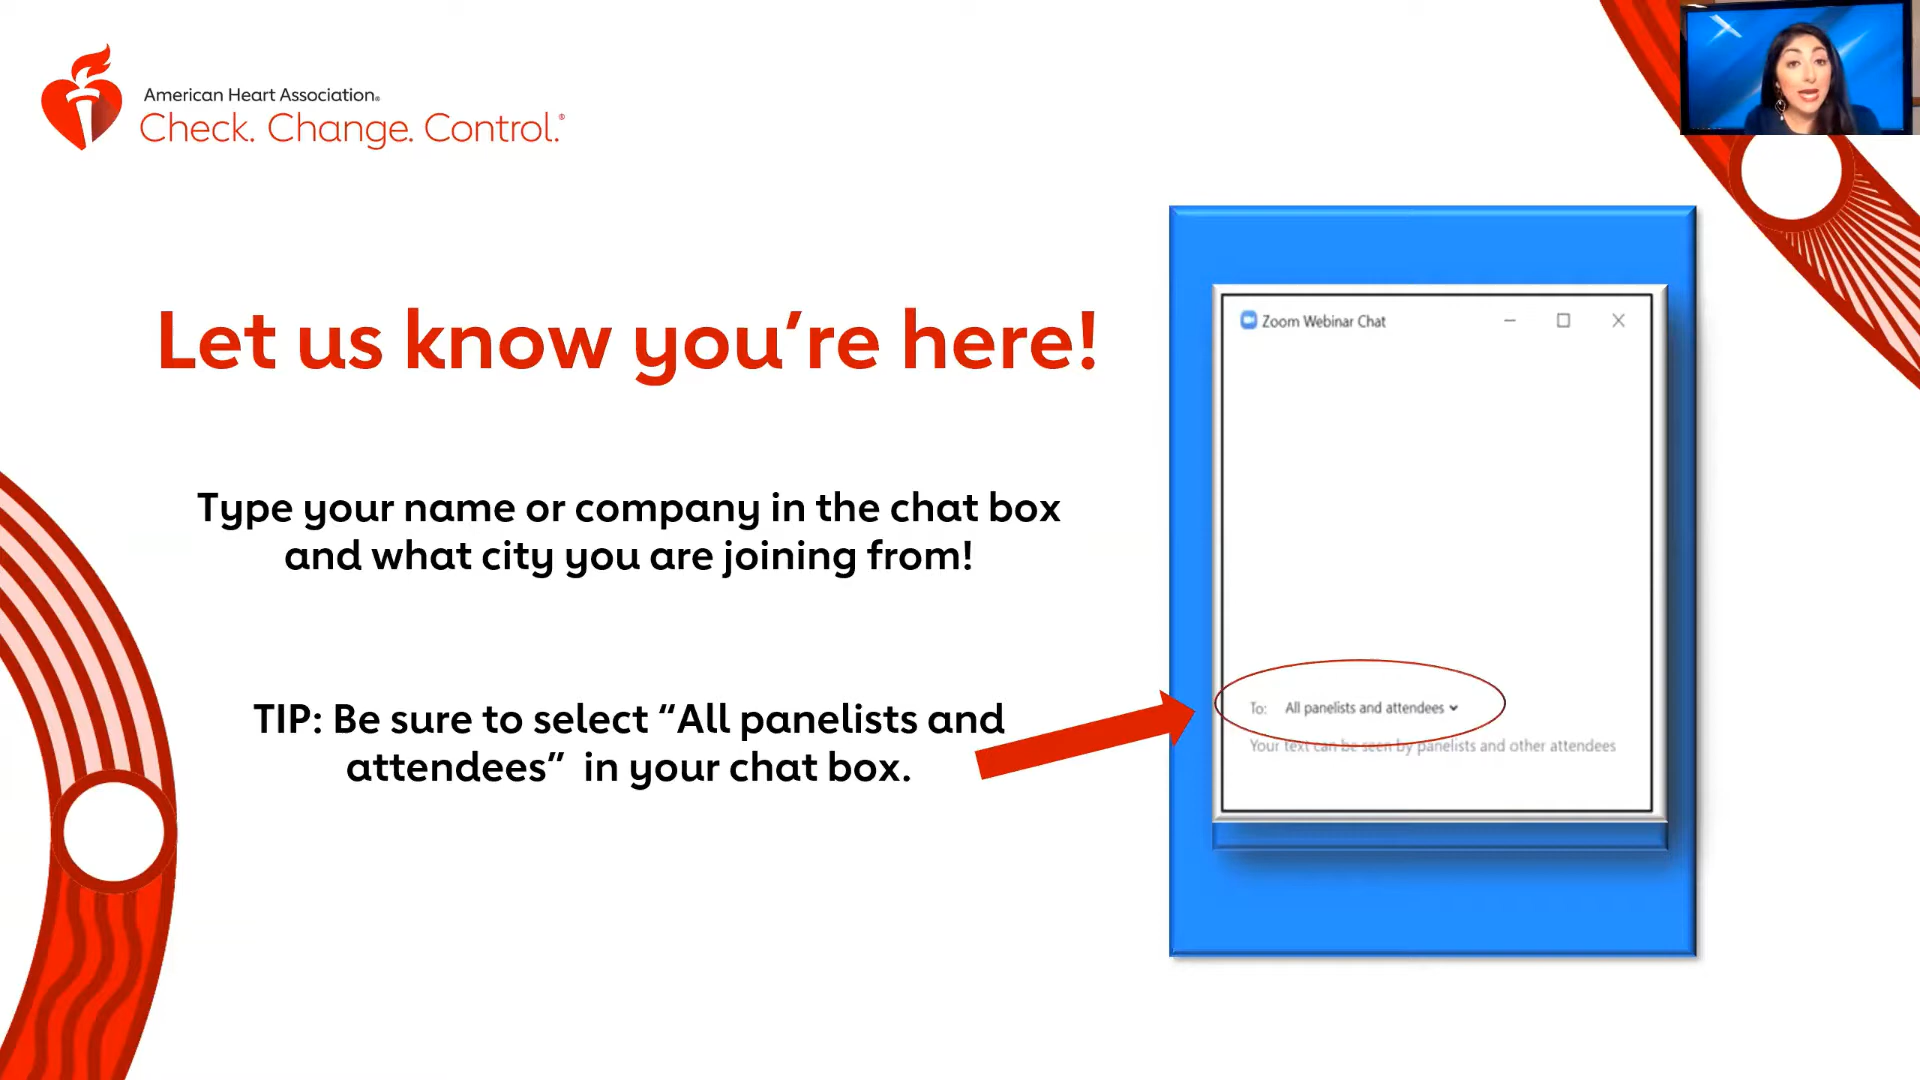 American Heart Association®
Check. Change. Control.®
Let us know you’re here!
Type your name or company in the chat box
and what city you are joining from!
TIP: Be sure to select “All panelists and
attendees”  in your chat box.
Zoom Webinar Chat
To: All panelists and attendees
Your text can be seen by panelists and other attendees